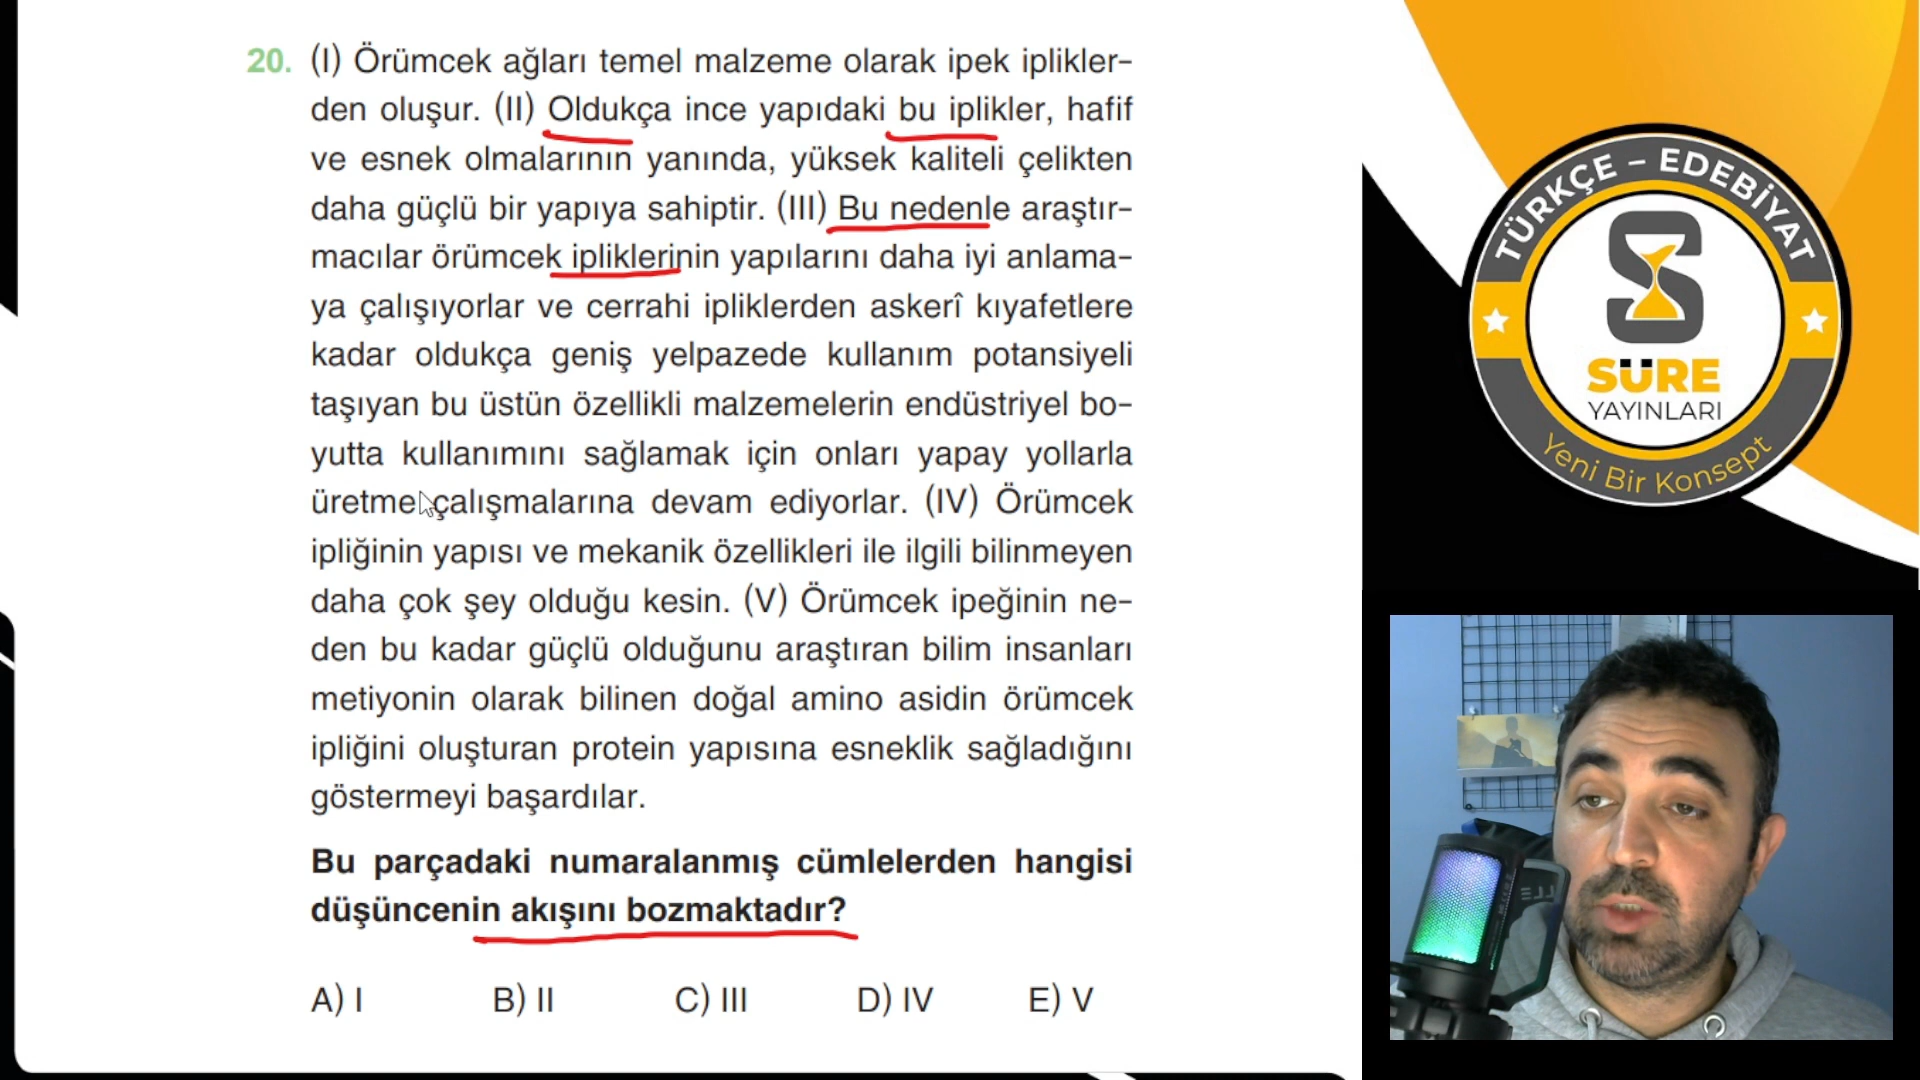 20. (I) Örümcek ağları temel malzeme olarak ipek iplikler-
den oluşur. (II) Oldukça ince yapıdaki bu iplikler, hafif
ve esnek olmalarının yanında, yüksek kaliteli çelikten
daha güçlü bir yapıya sahiptir. (III) Bu nedenle araştır-
macılar örümcek ipliklerinin yapılarını daha iyi anlama-
ya çalışıyorlar ve cerrahi ipliklerden askerî kıyafetlere
kadar oldukça geniş yelpazede kullanım potansiyeli
taşıyan bu üstün özellikli malzemelerin endüstriyel bo-
yutta kullanımını sağlamak için onları yapay yollarla
üretme çalışmalarına devam ediyorlar. (IV) Örümcek
ipliğinin yapısı ve mekanik özellikleri ile ilgili bilinmeyen
daha çok şey olduğu kesin. (V) Örümcek ipeğinin ne-
den bu kadar güçlü olduğunu araştıran bilim insanları
metiyonin olarak bilinen doğal amino asidin örümcek
ipliğini oluşturan protein yapısına esneklik sağladığını
göstermeyi başardılar.
Bu parçadaki numaralanmış cümlelerden hangisi
düşüncenin akışını bozmaktadır?
A) I B) II C) III D) IV E) V
TÜRKÇE – EDEBİYAT
SÜRE
YAYINLARI
Yeni Bir Konsept